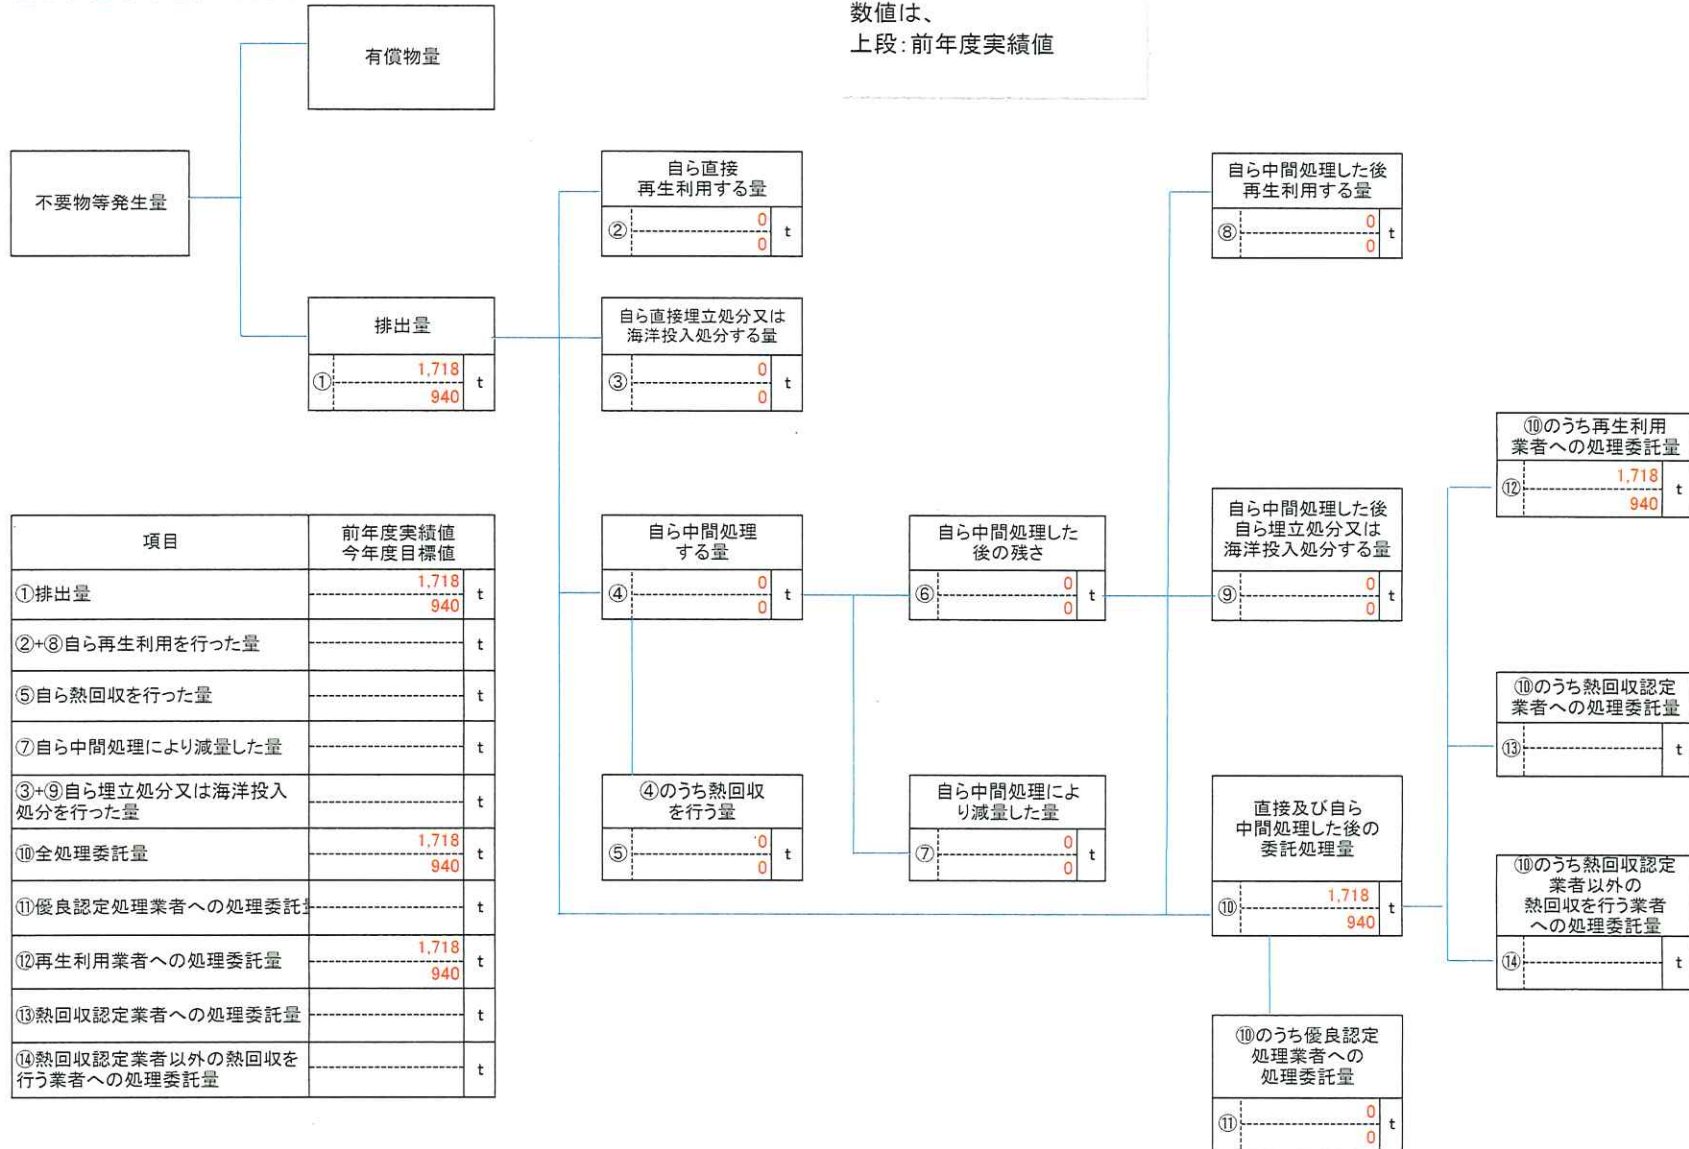 数値は、
上段：前年度実績値
有償物量
不要物等発生量
排出量
①
1,718
940
t
自ら直接
再生利用する量
②
0
0
t
自ら直接埋立処分又は
海洋投入処分する量
③
0
0
t
自ら中間処理
する量
④
0
0
t
④のうち熱回収
を行う量
⑤
0
0
t
自ら中間処理した
後の残さ
⑥
0
0
t
自ら中間処理によ
り減量した量
⑦
0
0
t
自ら中間処理した後
再生利用する量
⑧
0
0
t
自ら中間処理した後
自ら埋立処分又は
海洋投入処分する量
⑨
0
0
t
直接及び自ら
中間処理した後の
委託処理量
⑩
1,718
940
t
⑩のうち優良認定
処理業者への
処理委託量
⑪
0
0
t
⑩のうち再生利用
業者への処理委託量
⑫
1,718
940
t
⑩のうち熱回収認定
業者への処理委託量
⑬
t
⑩のうち熱回収認定
業者以外の
熱回収を行う業者
への処理委託量
⑭
t
項目
前年度実績値
今年度目標値
①排出量
1,718
940
t
②+⑧自ら再生利用を行った量
t
⑤自ら熱回収を行った量
t
⑦自ら中間処理により減量した量
t
③+⑨自ら埋立処分又は海洋投入
処分を行った量
t
⑩全処理委託量
1,718
940
t
⑪優良認定処理業者への処理委託
t
⑫再生利用業者への処理委託量
1,718
940
t
⑬熱回収認定業者への処理委託量
t
⑭熱回収認定業者以外の熱回収を
行う業者への処理委託量
t